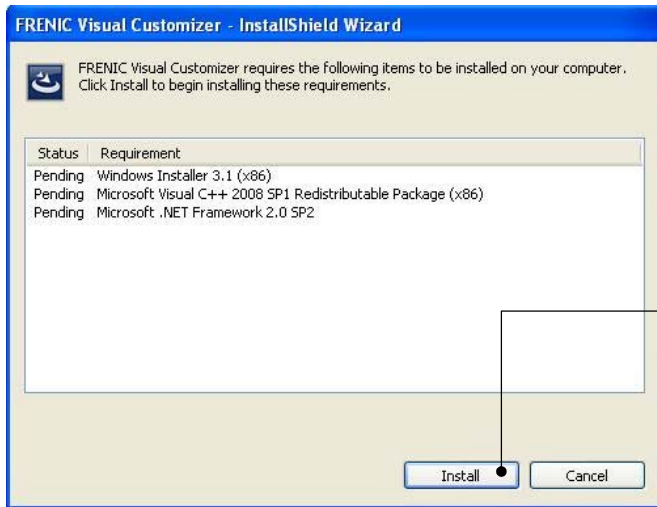 FRENIC Visual Customizer - InstallShield Wizard
FRENIC Visual Customizer requires the following items to be installed on your computer.
Click Install to begin installing these requirements.
Status Requirement
Pending Windows Installer 3.1 (x86)
Pending Microsoft Visual C++ 2008 SP1 Redistributable Package (x86)
Pending Microsoft .NET Framework 2.0 SP2
Install Cancel